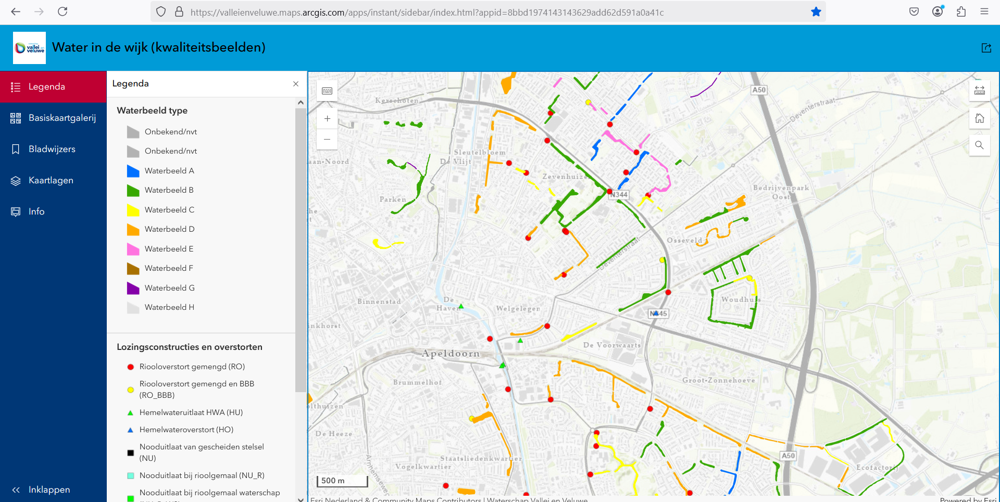 https://valleienveluwe.maps.arcgis.com/apps/instant/sidebar/index.html?appid=8bbd1974143143629add62d591a0a41c
vallei en
veluwe
Water in de wijk (kwaliteitsbeelden)
Legenda
Basiskaartgalerij
Bladwijzers
Kaartlagen
Info
Inklappen
Legenda
Waterbeeld type
Onbekend/nvt
Onbekend/nvt
Waterbeeld A
Waterbeeld B
Waterbeeld C
Waterbeeld D
Waterbeeld E
Waterbeeld F
Waterbeeld G
Waterbeeld H
Lozingsconstructies en overstorten
Riooloverstort gemengd (RO)
Riooloverstort gemengd en BBB
(RO_BBB)
Hemelwateruitlaat HWA (HU)
Hemelwateroverstort (HO)
Nooduitlaat van gescheiden stelsel
(NU)
Nooduitlaat bij rioolgemaal (NU_R)
Nooduitlaat bij rioolgemaal waterschap
Kerschoten
A50
Deventerstraat
Sleutelbloem
aan-Noord
De Vlijt
Zevenhuizen
Bedrijvenpark
Oost
N344
Parken
he
Osseveld
Deventerstraat
Binnenstad
De
Haven
Welgelegen
Woudhuis
N345
inkhorst
De Voorwaarts
Apeldoorn
Brummelhof
Groot-Zonnehoeve
olthuizen
De Heeze
A50
Staatsliedenkwartier
Vogelkwartier
Arnhemseweg
Ecofactorij
500 m
Esri Nederland & Community Maps Contributors | Waterschap Vallei en Veluwe
Powered by Esri